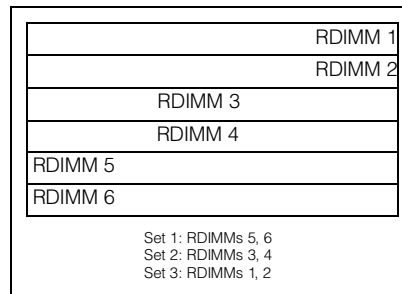 RDIMM 1
RDIMM 2
RDIMM 3
RDIMM 4
RDIMM 5
RDIMM 6
Set 1: RDIMMs 5, 6
Set 2: RDIMMs 3, 4
Set 3: RDIMMs 1, 2